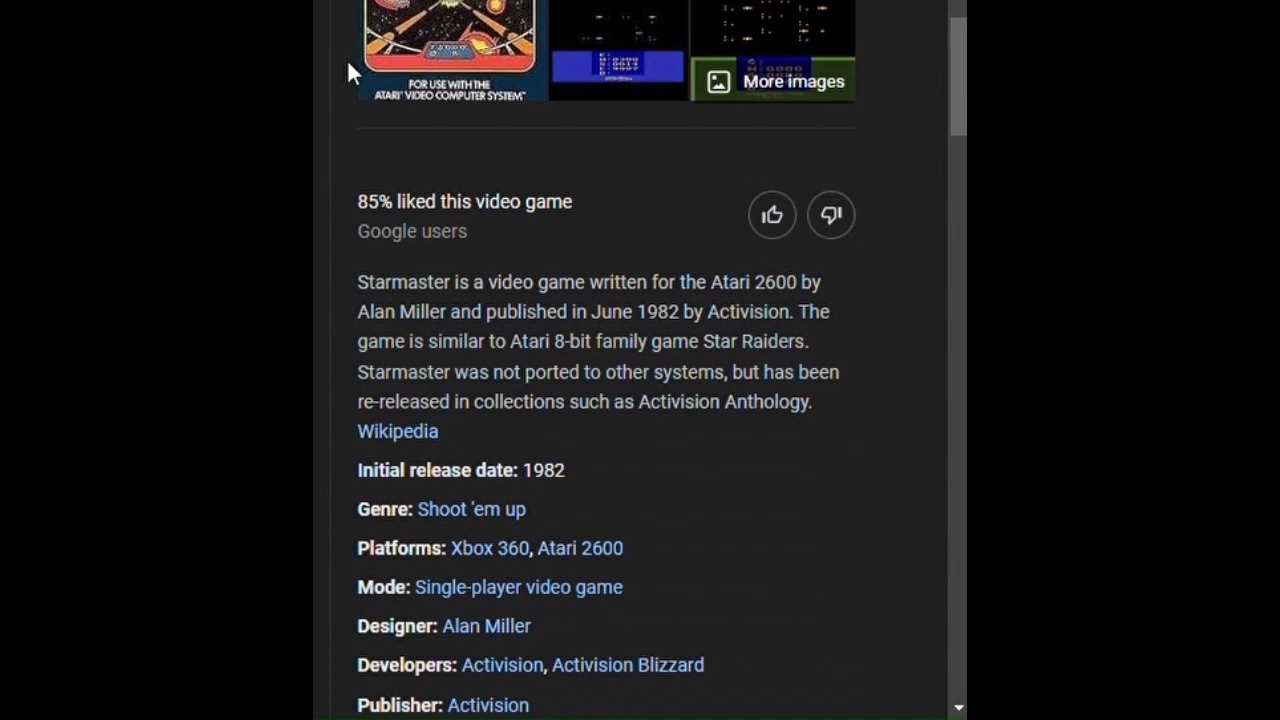 FOR USE WITH THE
ATARI® VIDEO COMPUTER SYSTEM™
More images
85% liked this video game
Google users
Starmaster is a video game written for the Atari 2600 by
Alan Miller and published in June 1982 by Activision. The
game is similar to Atari 8-bit family game Star Raiders.
Starmaster was not ported to other systems, but has been
re-released in collections such as Activision Anthology.
Wikipedia
Initial release date: 1982
Genre: Shoot 'em up
Platforms: Xbox 360, Atari 2600
Mode: Single-player video game
Designer: Alan Miller
Developers: Activision, Activision Blizzard
Publisher: Activision